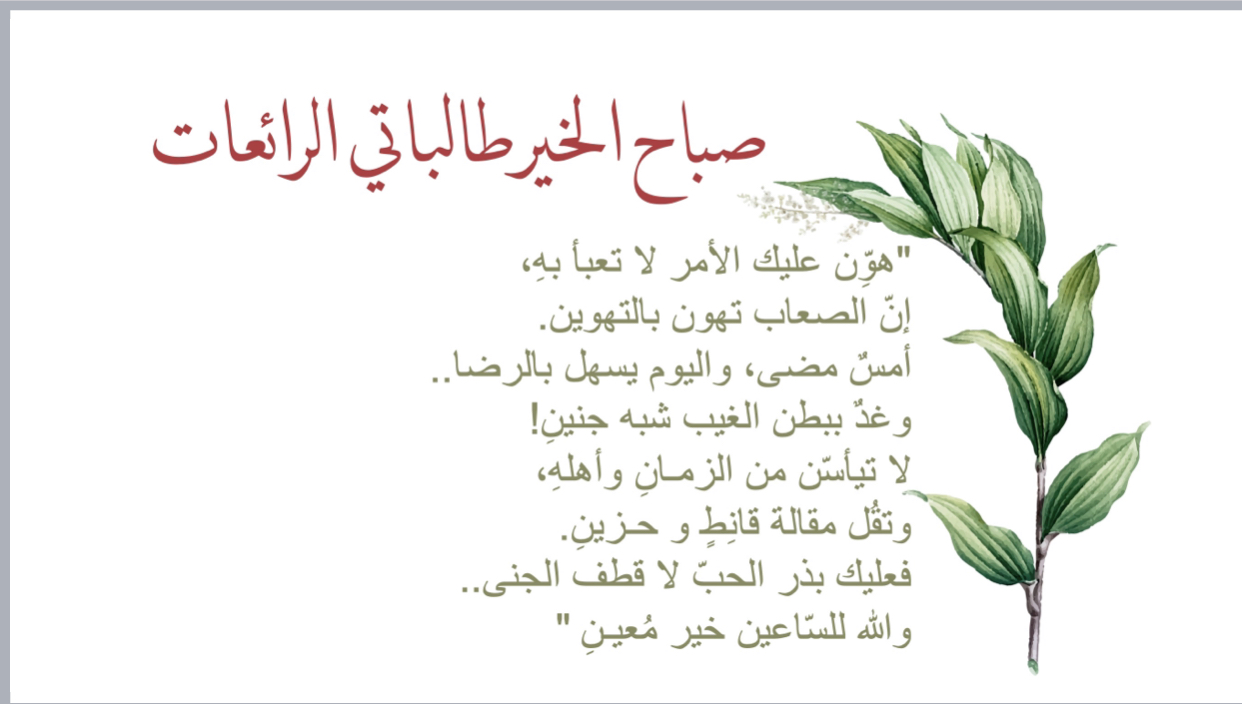 صباح الخير طالباتي الرائعات
"هوِّن عليك الأمر لا تعبأ بهِ،
إنّ الصعاب تهون بالتهوين.
أمسٌ مضى، واليوم يسهل بالرضا..
وغدٌ ببطن الغيب شبه جنينِ!
لا تيأسّن من الزمـانِ وأهلهِ،
وتقُل مقالة قانِطٍ و حـزينِ.
فعليك بذر الحبّ لا قطف الجنى..
والله للسّاعين خير مُعيـنِ "